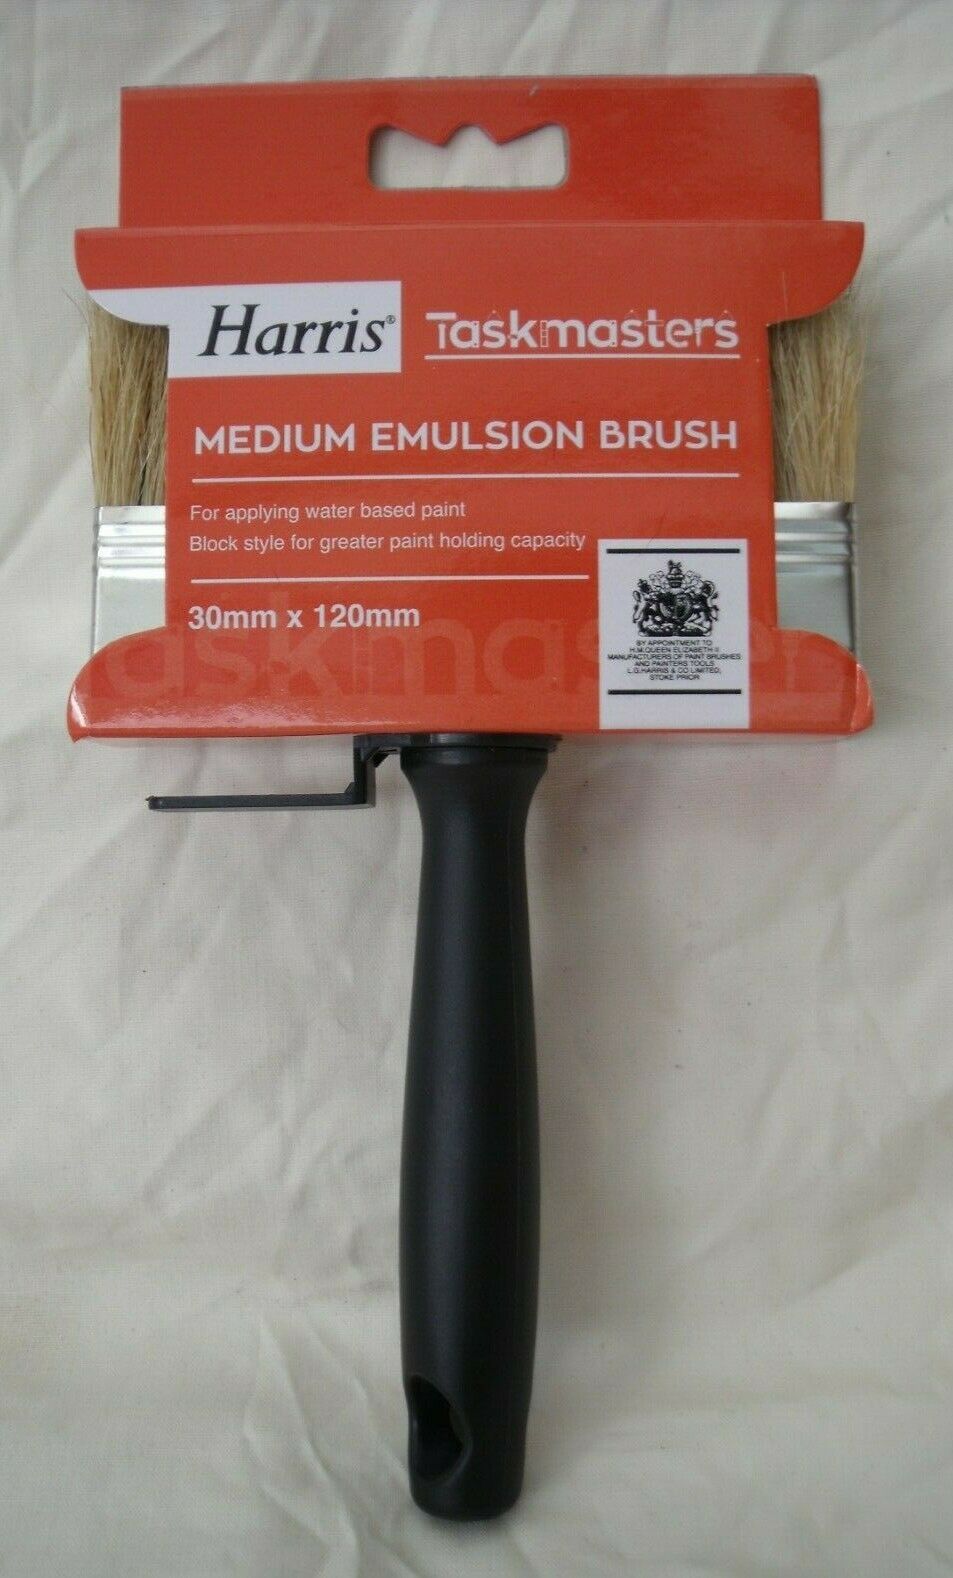 Harris® Taskmasters
MEDIUM EMULSION BRUSH
For applying water based paint
Block style for greater paint holding capacity
30mm x 120mm
BY APPOINTMENT TO
H.M.QUEEN ELIZABETH II
MANUFACTURERS OF PAINT BRUSHES
AND PAINTERS TOOLS,
L.G.HARRIS & CO LIMITED,
STOKE PRIOR
askmaster